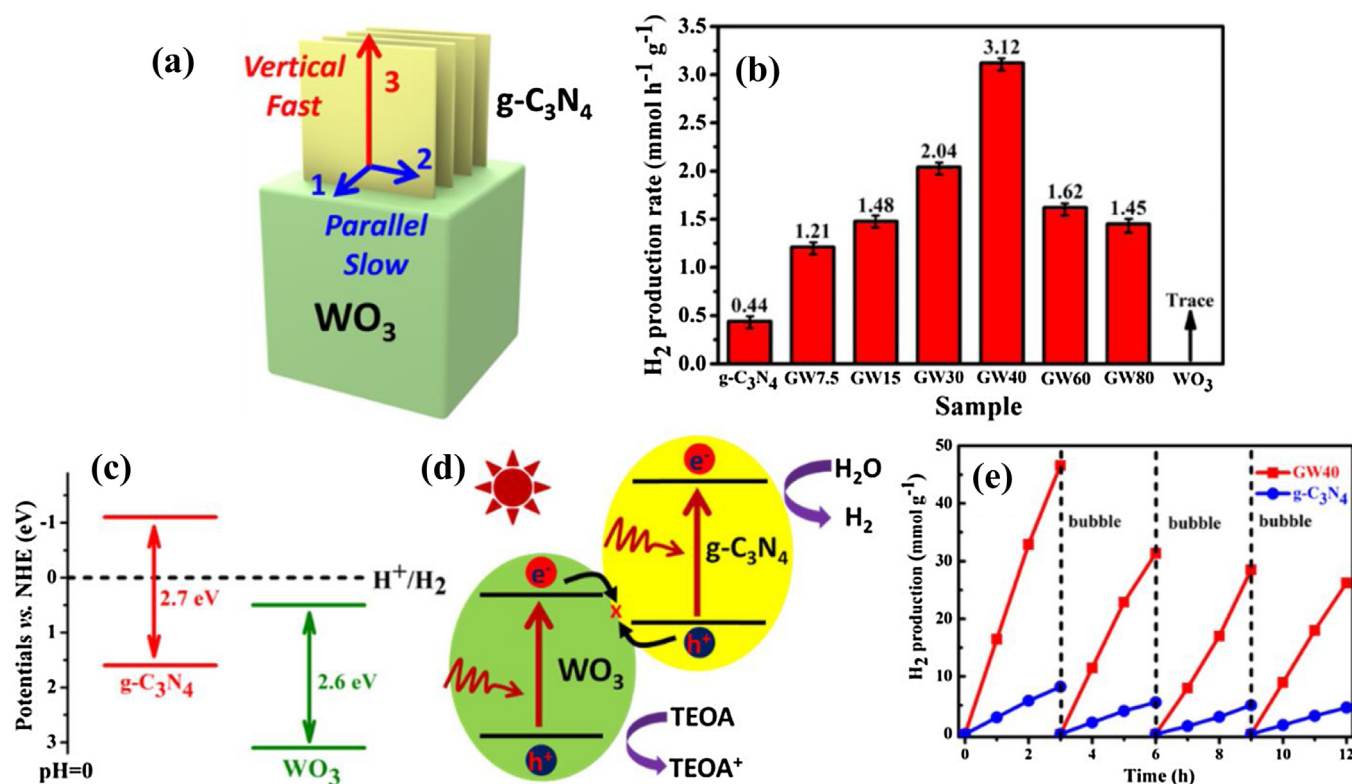 (a)
Vertical
Fast
3
g-C₃N₄
1
2
Parallel
Slow
WO₃
(b)
H₂ production rate (mmol h⁻¹ g⁻¹)
3.5
3.0
2.5
2.0
1.5
1.0
0.5
0.0
0.44
1.21
1.48
2.04
3.12
1.62
1.45
Trace
g-C₃N₄ GW7.5 GW15 GW30 GW40 GW60 GW80 WO₃
Sample
(c)
Potentials vs. NHE (eV)
-1
0
1
2
3
pH=0
H⁺/H₂
2.7 eV
g-C₃N₄
2.6 eV
WO₃
(d)
e⁻
H₂O
H₂
g-C₃N₄
e⁻
x
h⁺
WO₃
TEOA
h⁺
TEOA⁺
(e)
H₂ production (mmol g⁻¹)
50
40
30
20
10
0
GW40
g-C₃N₄
bubble
bubble
bubble
0 2 4 6 8 10 12
Time (h)